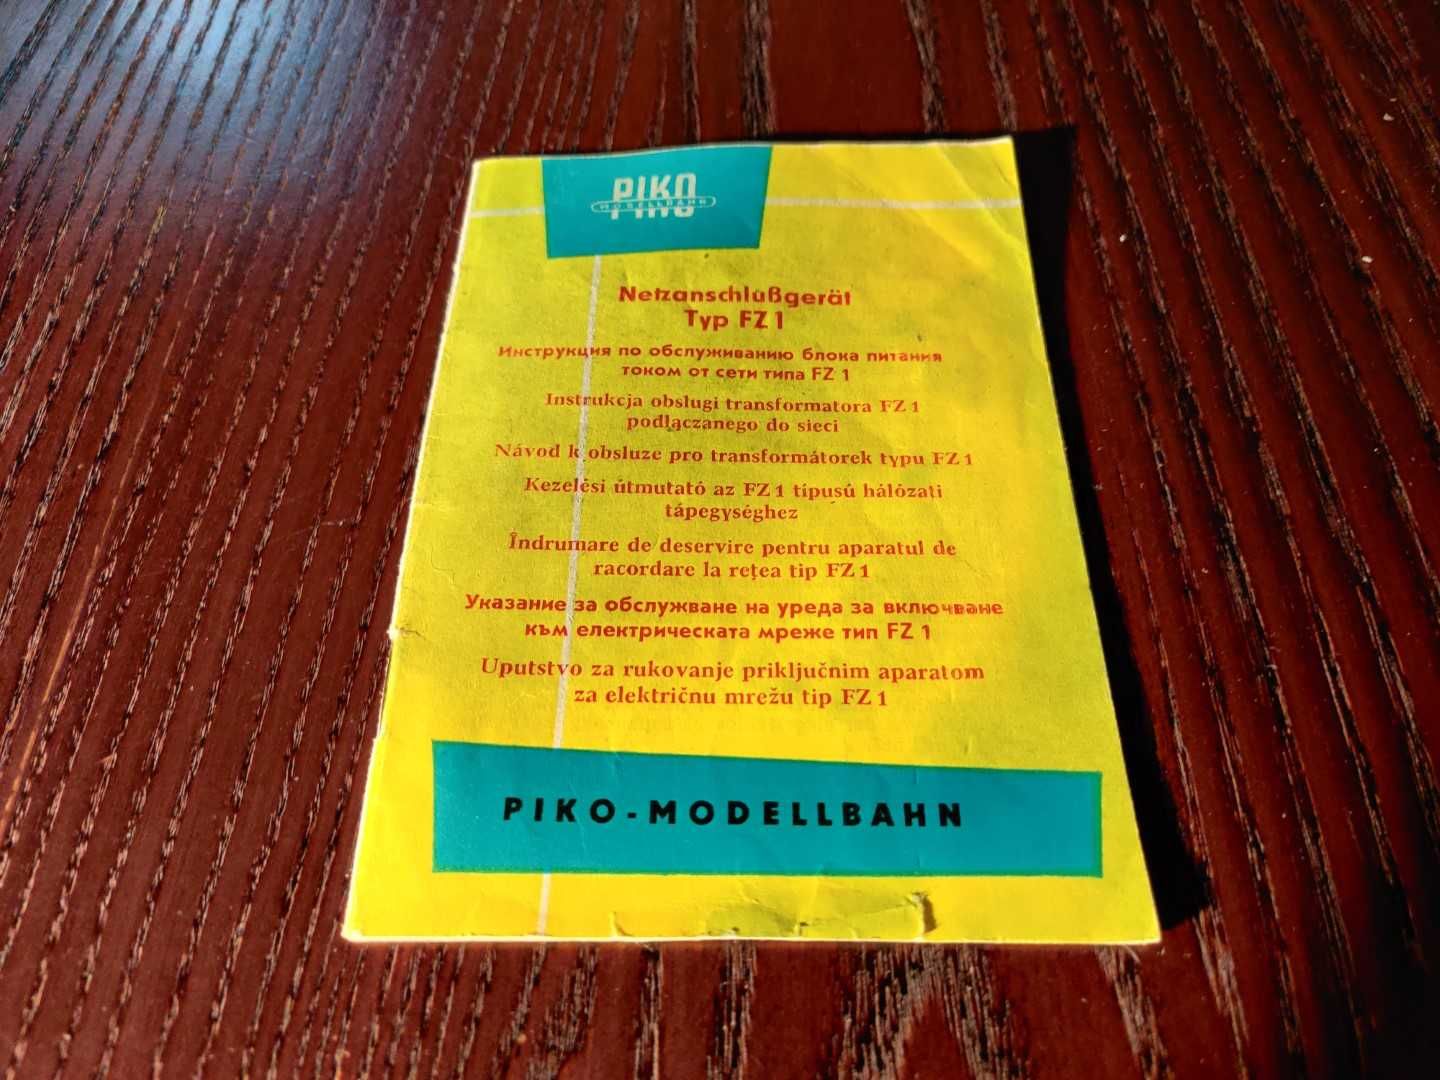 PIKO
MODELLBAHN
Netzanschlußgerät
Typ FZ 1
Инструкция по обслуживанию блока питания
током от сети типа FZ 1
Instrukcja obsługi transformatora FZ 1
podłączanego do sieci
Návod k obsluze pro transformátorek typu FZ 1
Kezelési útmutató az FZ 1 típusú hálózati
tápegységhez
Îndrumare de deservire pentru aparatul de
racordare la rețea tip FZ 1
Указание за обслужване на уреда за включване
към електрическата мреже тип FZ 1
Uputstvo za rukovanje priključnim aparatom
za električnu mrežu tip FZ 1
PIKO-MODELLBAHN